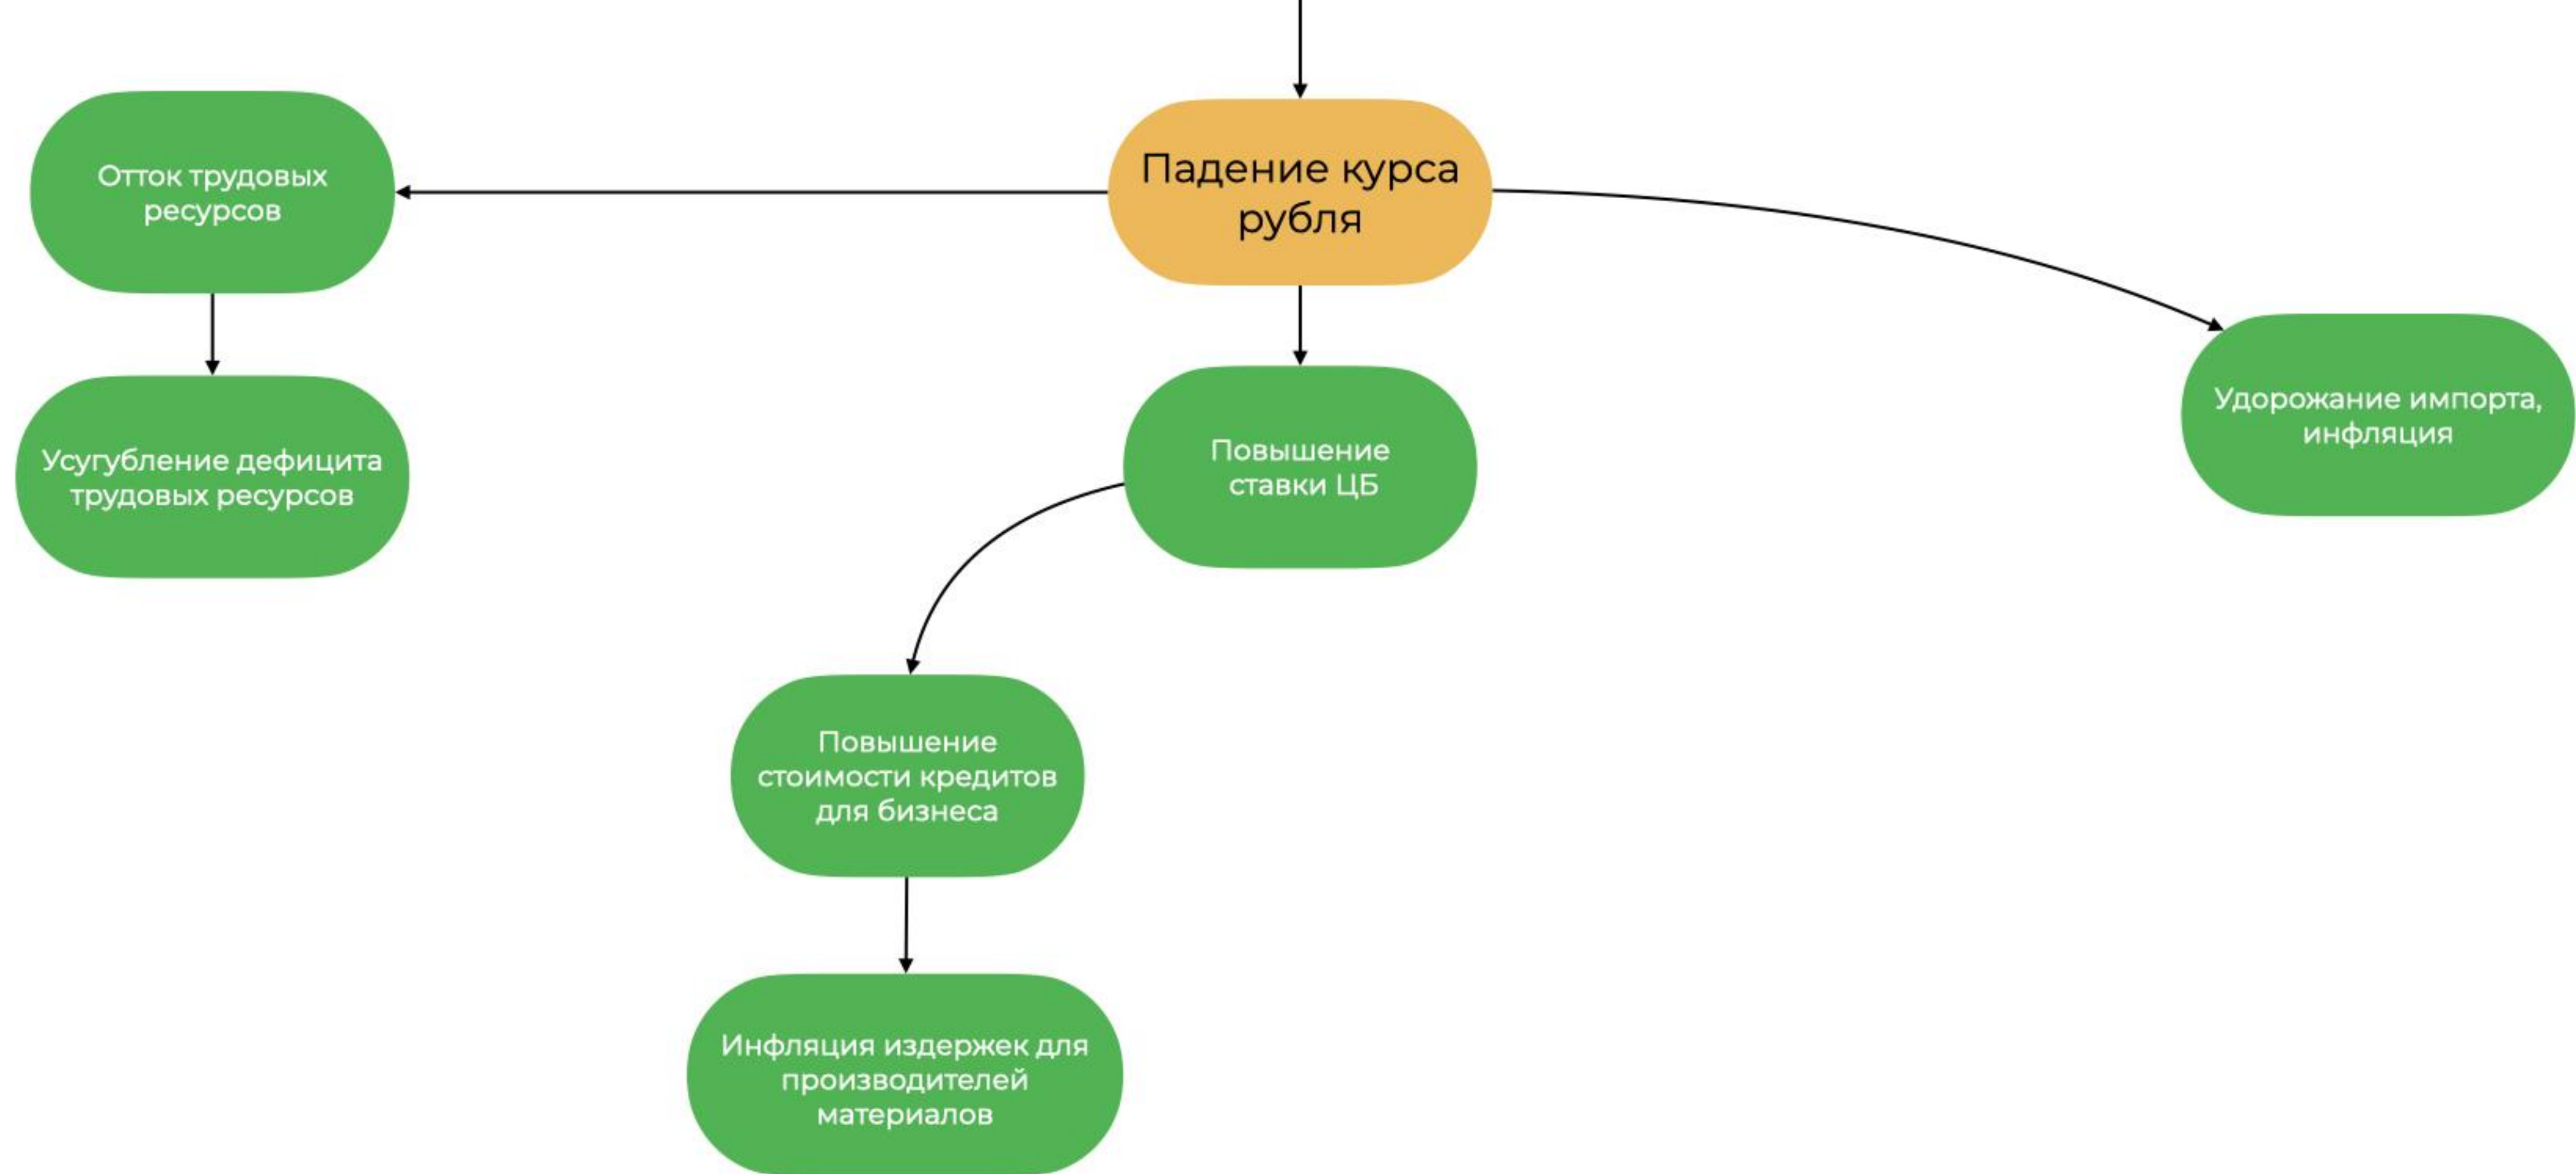 Падение курса
рубля
Отток трудовых
ресурсов
Усугубление дефицита
трудовых ресурсов
Повышение
ставки ЦБ
Удорожание импорта,
инфляция
Повышение
стоимости кредитов
для бизнеса
Инфляция издержек для
производителей
материалов